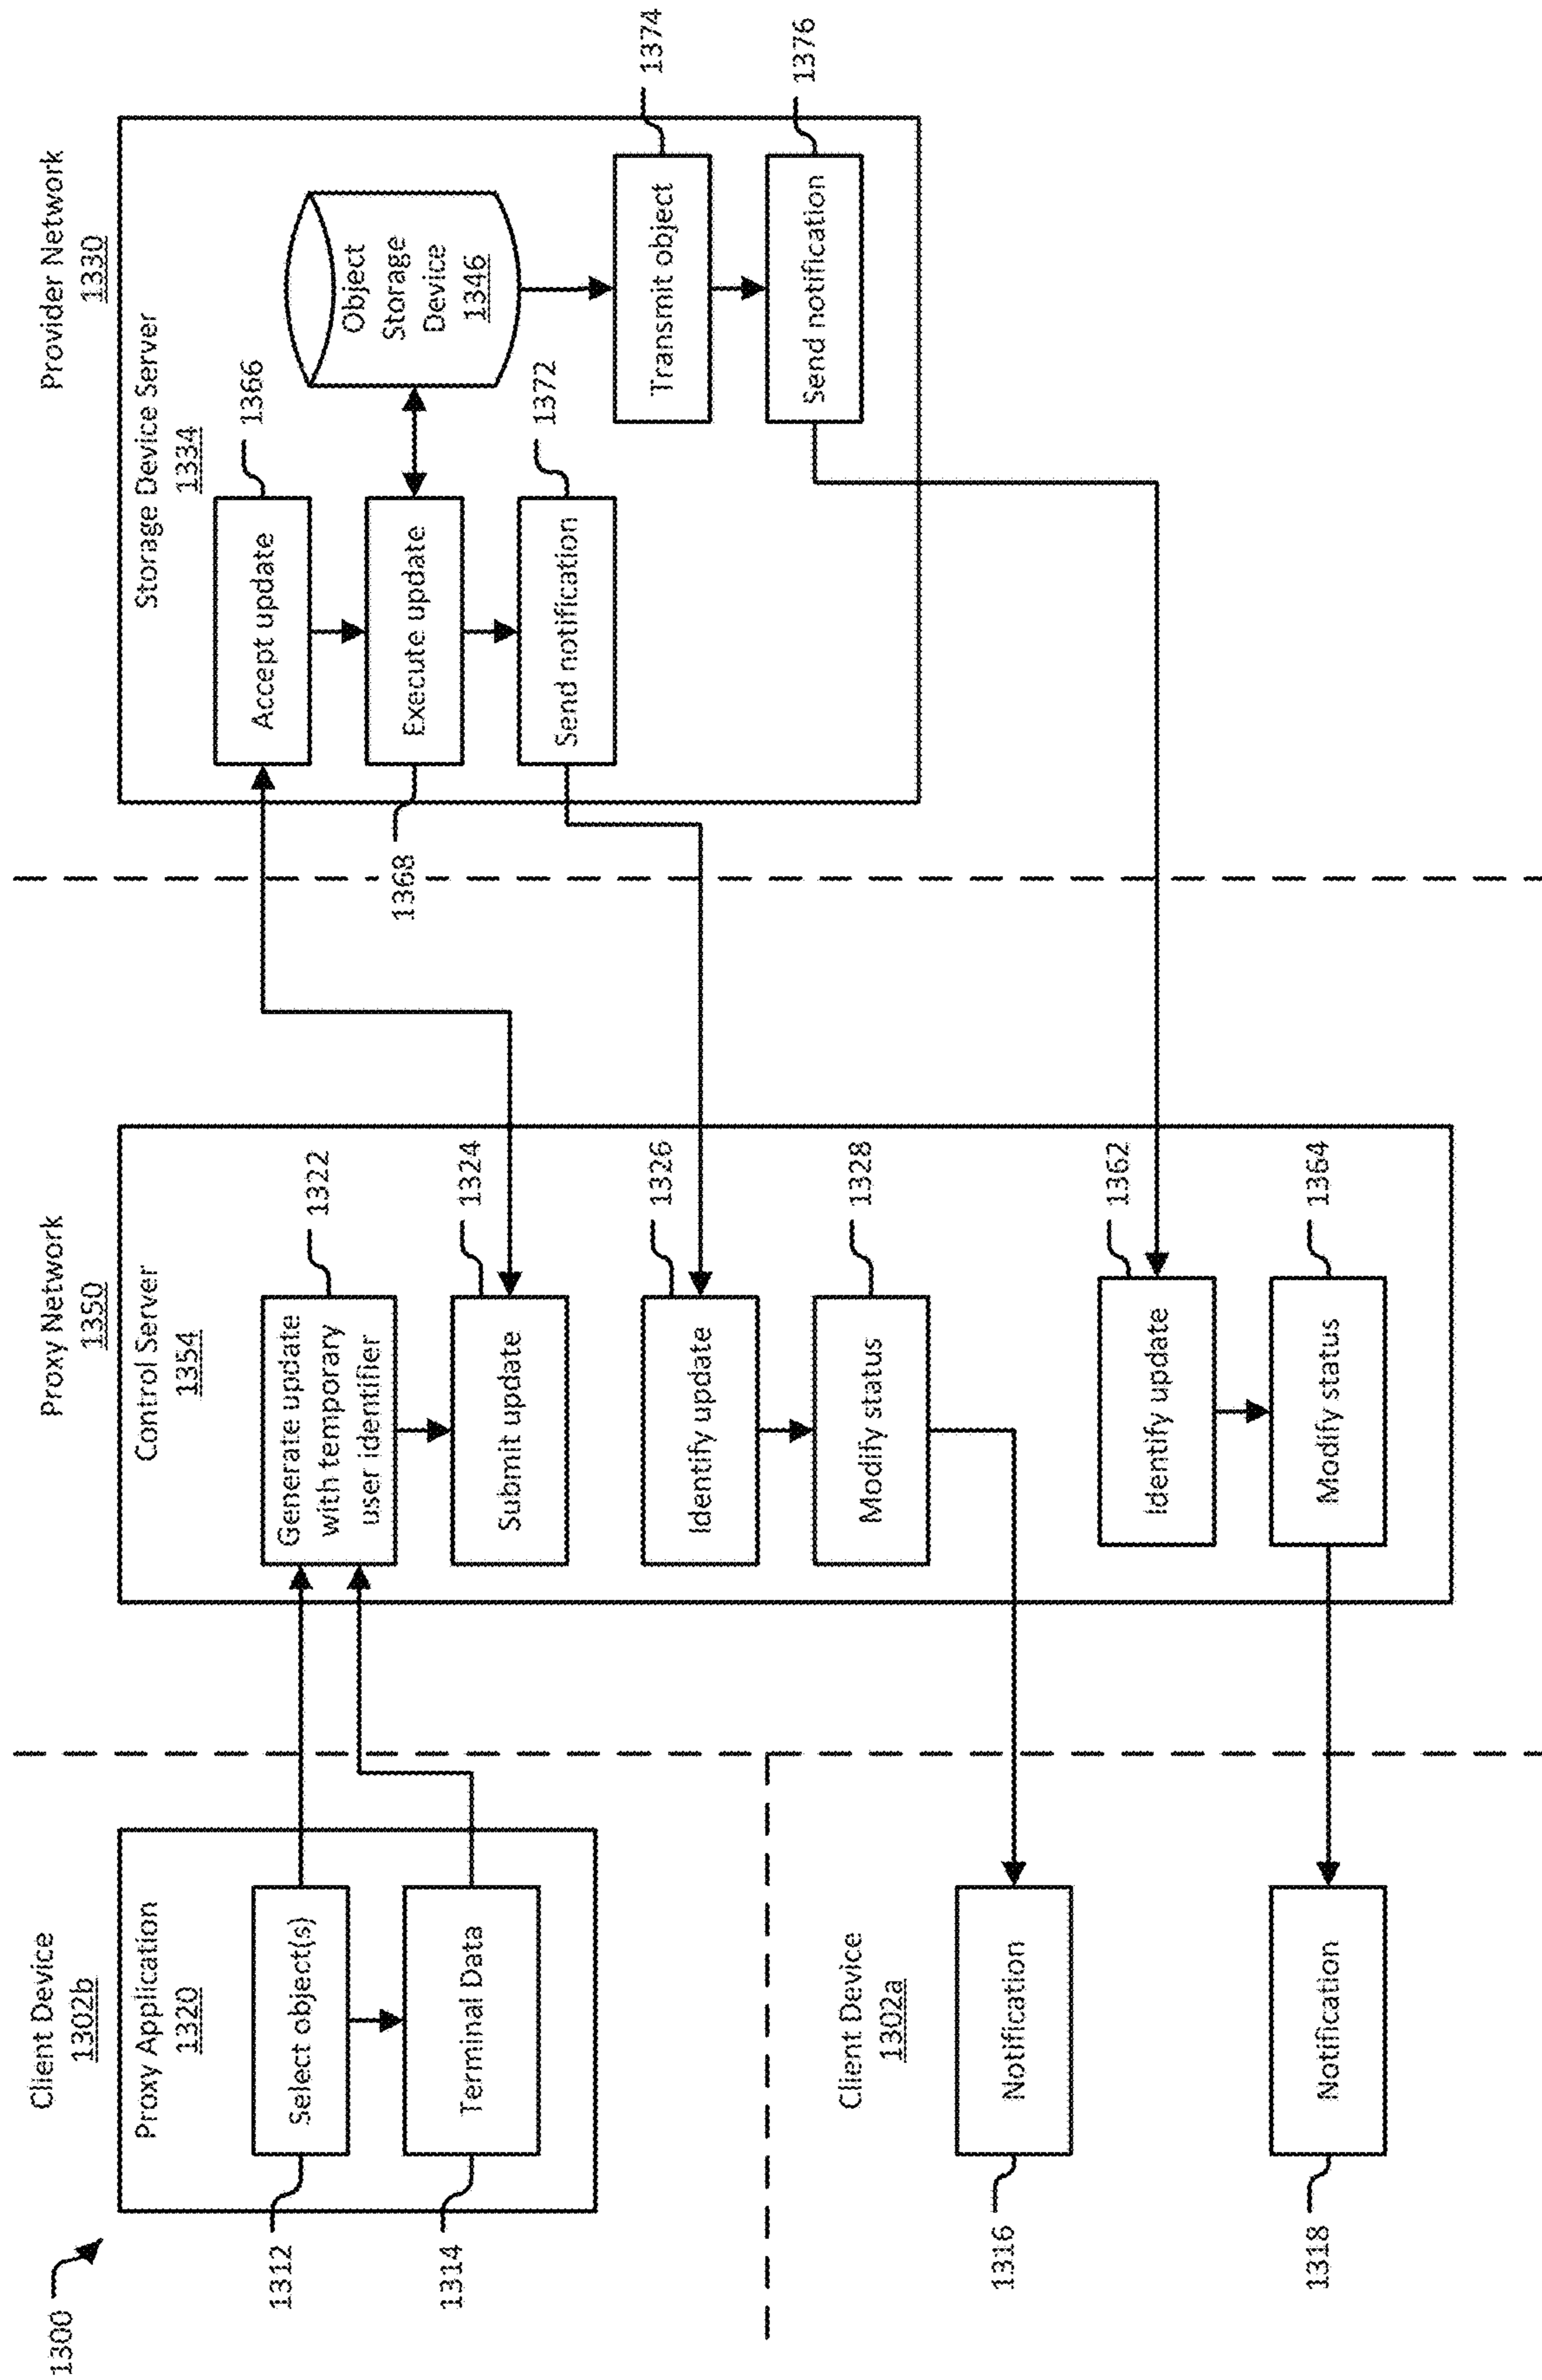 1300
Client Device
1302b
Proxy Application
1320
Select object(s)
1312
Terminal Data
1314
Client Device
1302a
Notification
1316
Notification
1318
Proxy Network
1350
Control Server
1354
Generate update
with temporary
user identifier
1322
Submit update
1324
Identify update
1326
Modify status
1328
Identify update
1362
Modify status
1364
Provider Network
1330
Storage Device Server
1334
Accept update
1366
Execute update
1368
Send notification
1372
Object
Storage
Device
1346
Transmit object
1374
Send notification
1376